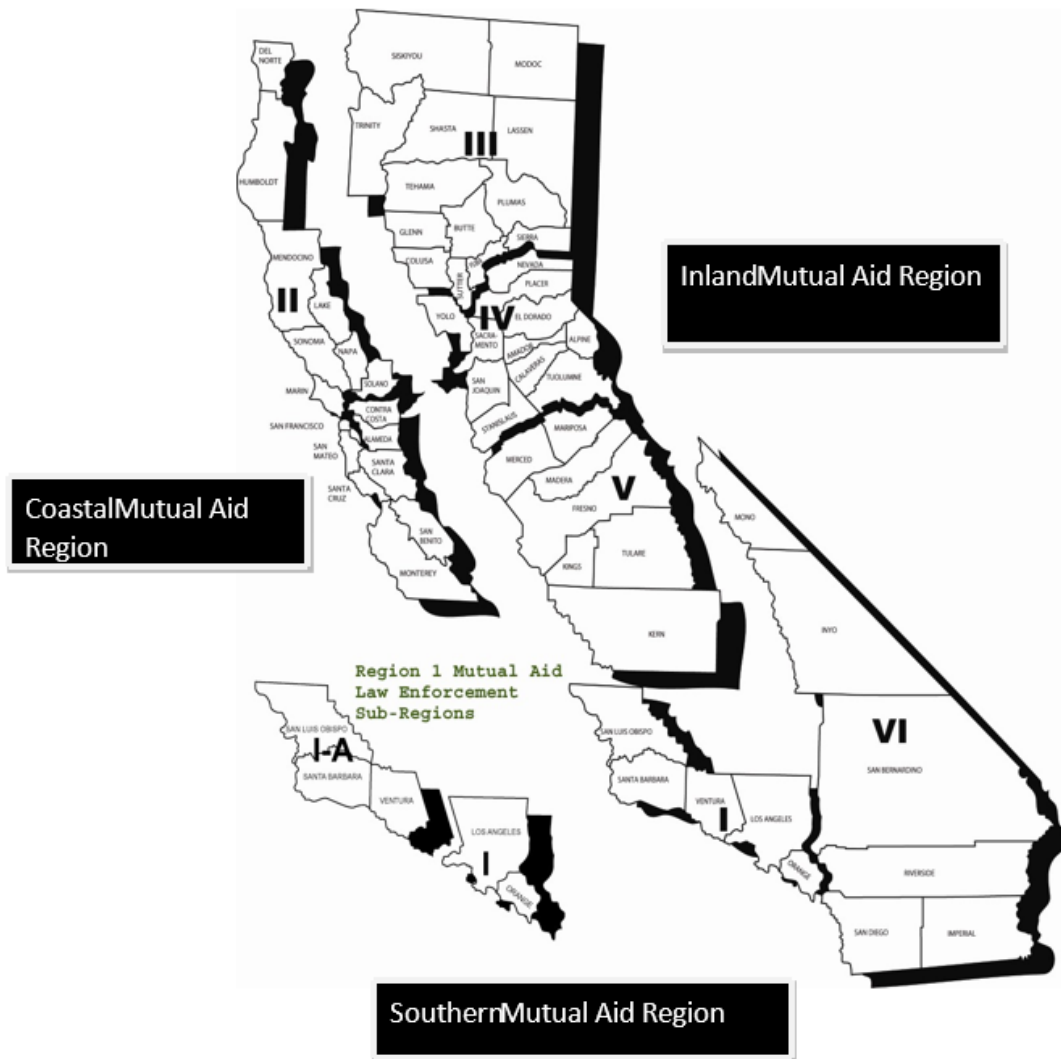 DEL
NORTE
SISKIYOU
MODOC
TRINITY
SHASTA
LASSEN
III
HUMBOLDT
TEHAMA
PLUMAS
GLENN
BUTTE
SIERRA
MENDOCINO
COLUSA
SUTTER
YUBA
NEVADA
PLACER
InlandMutual Aid Region
II
LAKE
YOLO
IV
EL DORADO
SONOMA
NAPA
SACRA-
MENTO
AMADOR
ALPINE
SOLANO
CALAVERAS
TUOLUMNE
MARIN
SAN
JOAQUIN
CONTRA
COSTA
SAN FRANCISCO
STANISLAUS
MARIPOSA
ALAMEDA
SAN
MATEO
SANTA
CLARA
MERCED
MADERA
SANTA
CRUZ
V
FRESNO
MONO
CoastalMutual Aid
Region
SAN
BENITO
TULARE
MONTEREY
KINGS
KERN
INYO
Region 1 Mutual Aid
Law Enforcement
Sub-Regions
SAN LUIS OBISPO
I-A
SANTA BARBARA
VENTURA
LOS ANGELES
I
ORANGE
SAN LUIS OBISPO
SANTA BARBARA
VENTURA
I
LOS ANGELES
ORANGE
VI
SAN BERNARDINO
RIVERSIDE
SAN DIEGO
IMPERIAL
SouthernMutual Aid Region